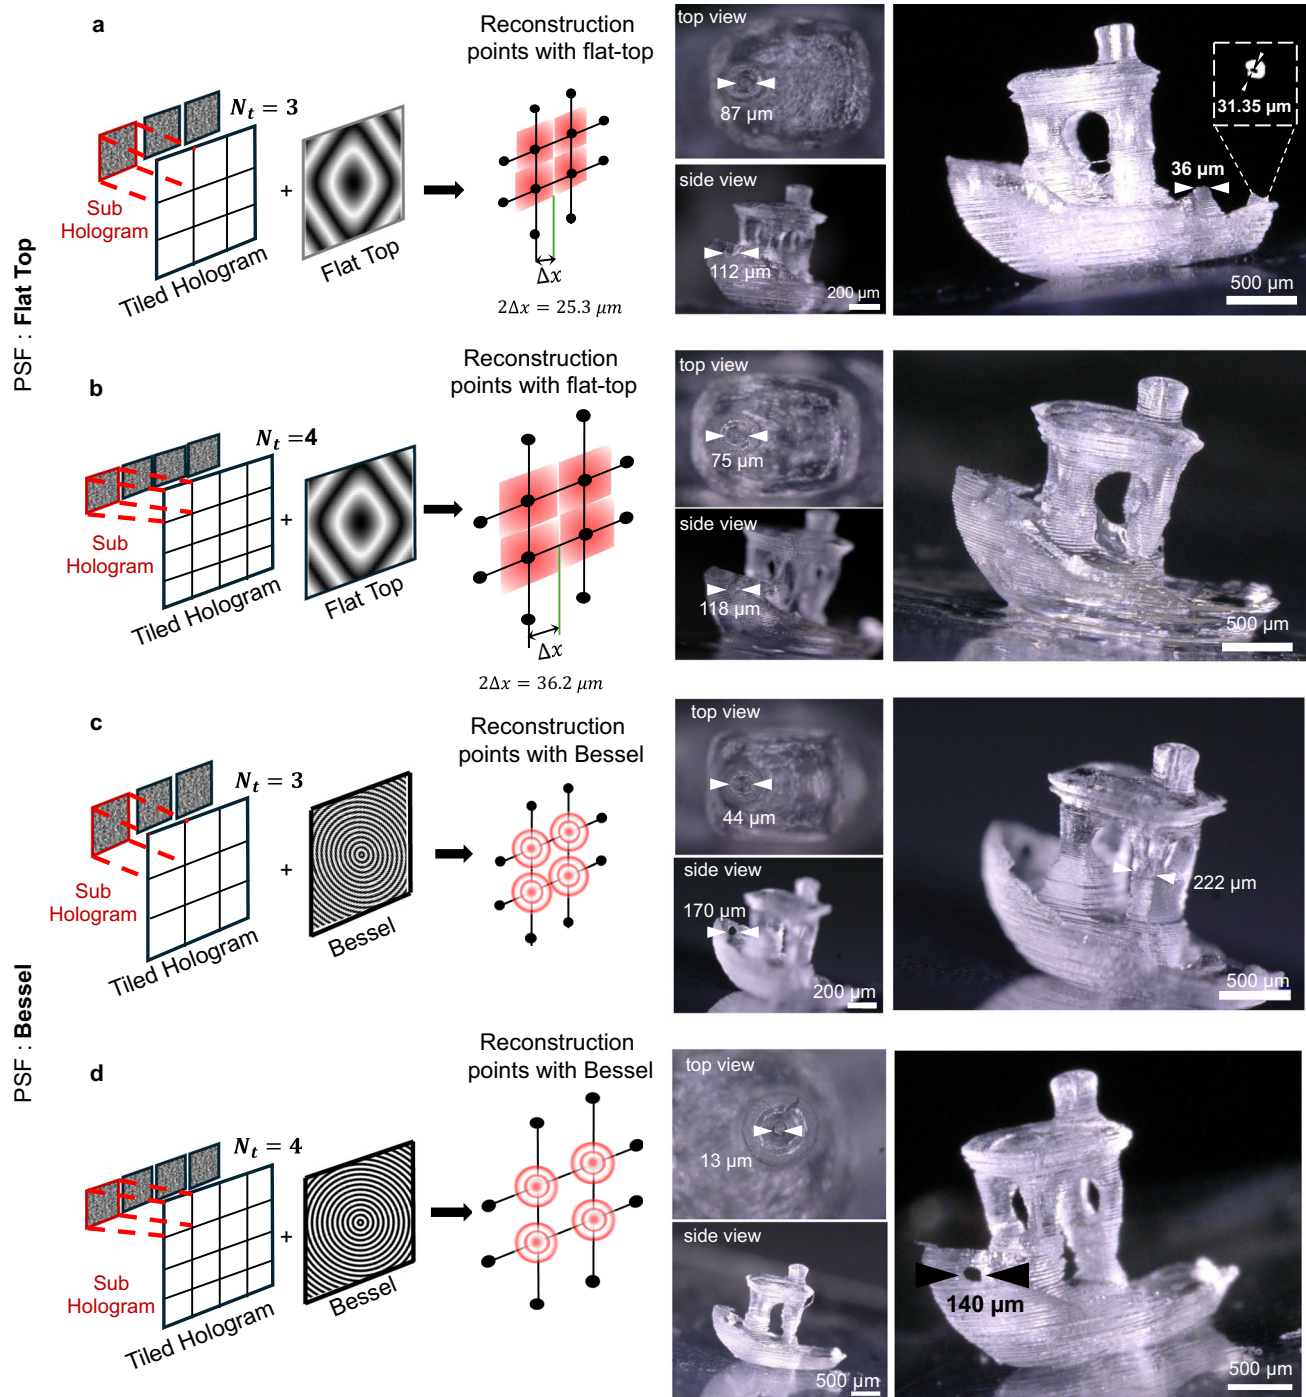 PSF : Flat Top
a
N_t = 3
Sub
Hologram
Tiled Hologram
+
Flat Top
Reconstruction
points with flat-top
Δx
2Δx = 25.3 μm
top view
87 µm
side view
112 µm
200 µm
31.35 µm
36 µm
500 µm
b
N_t =4
Sub
Hologram
Tiled Hologram
+
Flat Top
Reconstruction
points with flat-top
Δx
2Δx = 36.2 μm
top view
75 µm
side view
118 µm
500 µm
PSF : Bessel
c
N_t = 3
Sub
Hologram
Tiled Hologram
+
Bessel
Reconstruction
points with Bessel
top view
44 µm
side view
170 µm
200 µm
222 µm
500 µm
d
N_t = 4
Sub
Hologram
Tiled Hologram
+
Bessel
Reconstruction
points with Bessel
top view
13 µm
side view
500 µm
140 µm
500 µm